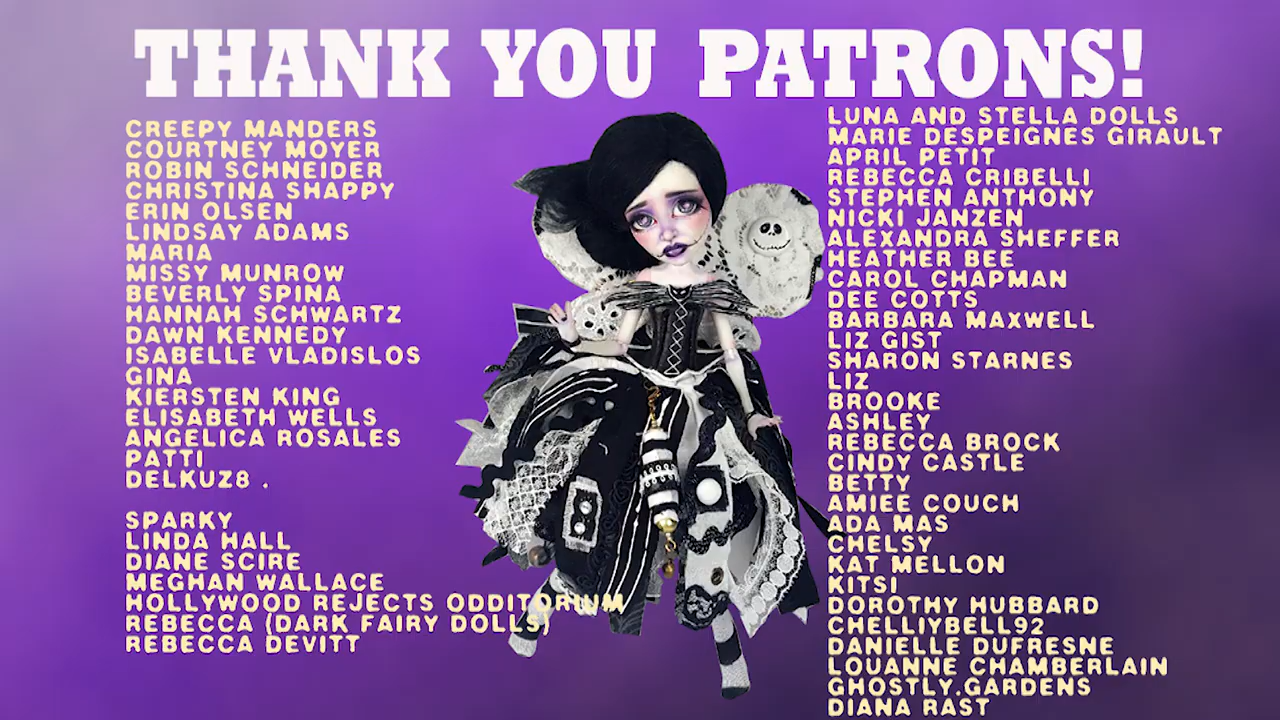 THANK YOU PATRONS!
CREEPY MANDERS
COURTNEY MOYER
ROBIN SCHNEIDER
CHRISTINA SHAPPY
ERIN OLSEN
LINDSAY ADAMS
MARIA
MISSY MUNROW
BEVERLY SPINA
HANNAH SCHWARTZ
DAWN KENNEDY
ISABELLE VLADISLOS
GINA
KIERSTEN KING
ELISABETH WELLS
ANGELICA ROSALES
PATTI
DELKUZ8 .
SPARKY
LINDA HALL
DIANE SCIRE
MEGHAN WALLACE
HOLLYWOOD REJECTS ODDITORIUM
REBECCA (DARK FAIRY DOLLS)
REBECCA DEVITT
LUNA AND STELLA DOLLS
MARIE DESPEIGNES GIRAULT
APRIL PETIT
REBECCA CRIBELLI
STEPHEN ANTHONY
NICKI JANZEN
ALEXANDRA SHEFFER
HEATHER BEE
CAROL CHAPMAN
DEE COTTS
BARBARA MAXWELL
LIZ GIST
SHARON STARNES
LIZ
BROOKE
ASHLEY
REBECCA BROCK
CINDY CASTLE
BETTY
AMIEE COUCH
ADA MAS
CHELSY
KAT MELLON
KITSI
DOROTHY HUBBARD
CHELLIYBELL92
DANIELLE DUFRESNE
LOUANNE CHAMBERLAIN
GHOSTLY.GARDENS
DIANA RAST